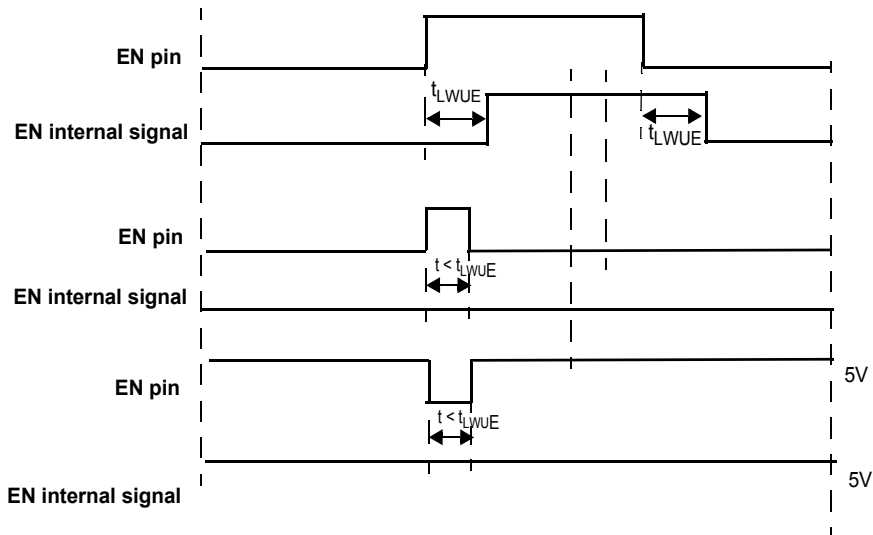 EN pin
tLWUE
EN internal signal
tLWUE
EN pin
t < tLWUE
EN internal signal
5V
EN pin
t < tLWUE
5V
EN internal signal